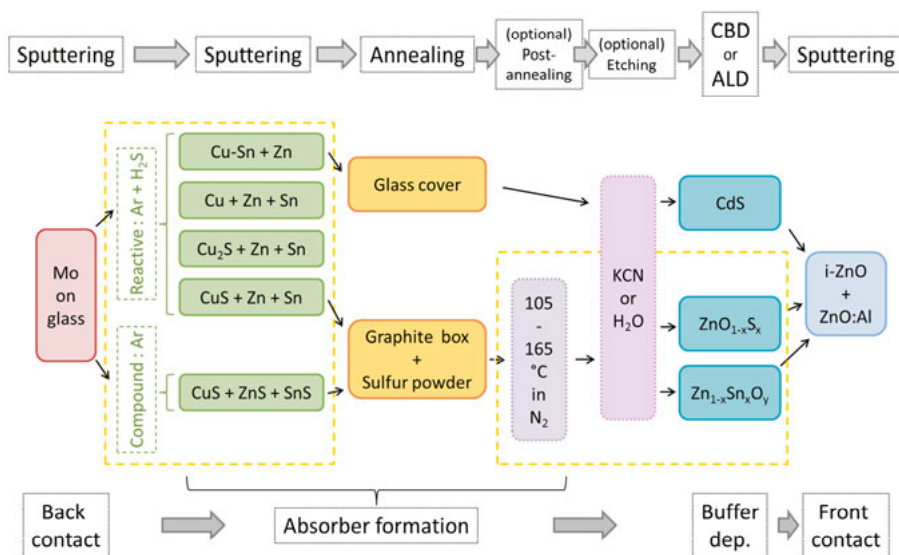 Sputtering
Sputtering
Annealing
(optional)
Post-
annealing
(optional)
Etching
CBD
or
ALD
Sputtering
Mo
on
glass
Reactive : Ar + H₂S
Compound : Ar
Cu-Sn + Zn
Cu + Zn + Sn
Cu₂S + Zn + Sn
CuS + Zn + Sn
CuS + ZnS + SnS
Glass cover
Graphite box
+
Sulfur powder
105
-
165
°C
in
N₂
KCN
or
H₂O
CdS
ZnO₁₋ₓSₓ
Zn₁₋ₓSnₓOᵧ
i-ZnO
+
ZnO:Al
Back
contact
Absorber formation
Buffer
dep.
Front
contact